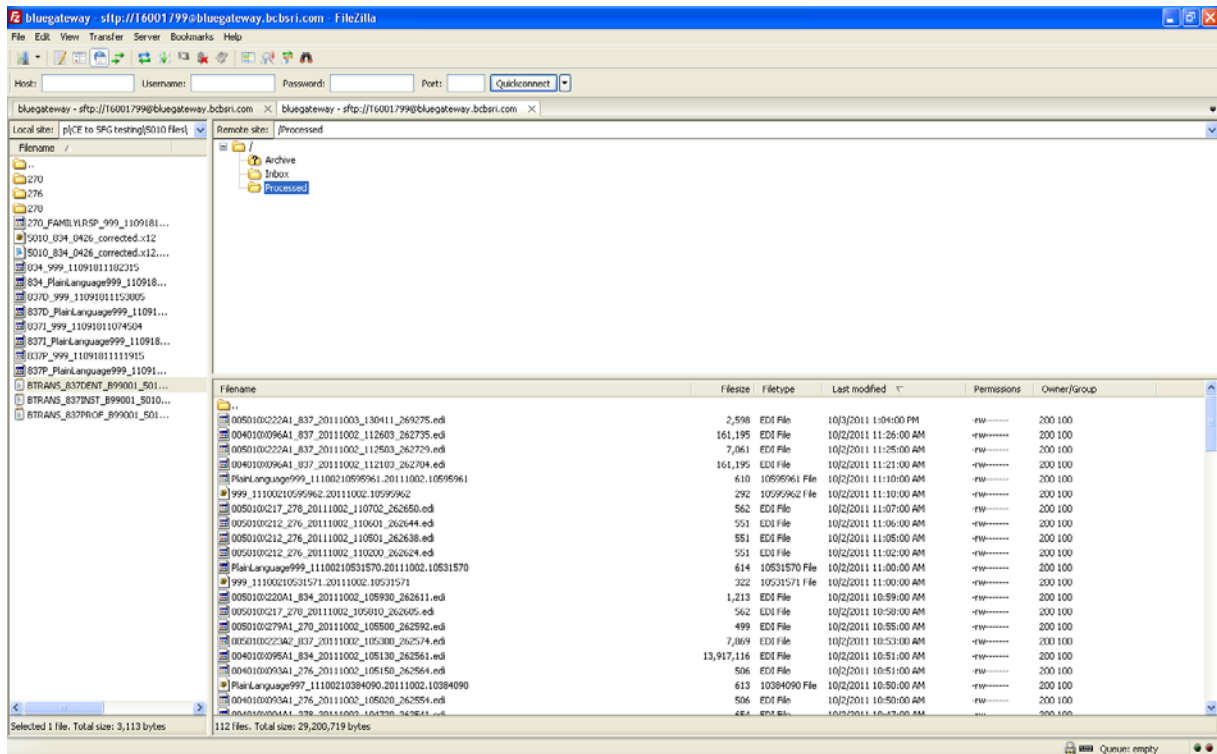 bluegateway - sftp://T6001799@bluegateway.bcbsri.com - FileZilla
File Edit View Transfer Server Bookmarks Help
Host: Username: Password: Port: Quickconnect
bluegateway - sftp://T6001799@bluegateway.bcbsri.com × bluegateway - sftp://T6001799@bluegateway.bcbsri.com ×
Local site: p\CE to SFG testing\5010 files\ Remote site: /Processed
Filename
..
270
276
278
270_FAMILYLRSP_999_1109181...
5010_834_0426_corrected.x12
5010_834_0426_corrected.x12....
834_999_11091811182315
834_PlainLanguage999_110918...
837D_999_11091811153805
837D_PlainLanguage999_11091...
837I_999_11091811074504
837I_PlainLanguage999_110918...
837P_999_11091811111915
837P_PlainLanguage999_11091...
BTRANS_837DENT_B99001_501...
BTRANS_837INST_B99001_5010...
BTRANS_837PROF_B99001_501...
/
Archive
Inbox
Processed
Filename Filesize Filetype Last modified Permissions Owner/Group
..
005010X222A1_837_20111003_130411_269275.edi 2,598 EDI File 10/3/2011 1:04:00 PM -rw------- 200 100
004010X096A1_837_20111002_112603_262735.edi 161,195 EDI File 10/2/2011 11:26:00 AM -rw------- 200 100
005010X222A1_837_20111002_112503_262729.edi 7,061 EDI File 10/2/2011 11:25:00 AM -rw------- 200 100
004010X096A1_837_20111002_112103_262704.edi 161,195 EDI File 10/2/2011 11:21:00 AM -rw------- 200 100
PlainLanguage999_11100210595961.20111002.10595961 610 10595961 File 10/2/2011 11:10:00 AM -rw------- 200 100
999_11100210595962.20111002.10595962 292 10595962 File 10/2/2011 11:10:00 AM -rw------- 200 100
005010X217_278_20111002_110702_262650.edi 562 EDI File 10/2/2011 11:07:00 AM -rw------- 200 100
005010X212_276_20111002_110601_262644.edi 551 EDI File 10/2/2011 11:06:00 AM -rw------- 200 100
005010X212_276_20111002_110501_262638.edi 551 EDI File 10/2/2011 11:05:00 AM -rw------- 200 100
005010X212_276_20111002_110200_262624.edi 551 EDI File 10/2/2011 11:02:00 AM -rw------- 200 100
PlainLanguage999_11100210531570.20111002.10531570 614 10531570 File 10/2/2011 11:00:00 AM -rw------- 200 100
999_11100210531571.20111002.10531571 322 10531571 File 10/2/2011 11:00:00 AM -rw------- 200 100
005010X220A1_834_20111002_105930_262611.edi 1,213 EDI File 10/2/2011 10:59:00 AM -rw------- 200 100
005010X217_278_20111002_105810_262605.edi 562 EDI File 10/2/2011 10:58:00 AM -rw------- 200 100
005010X279A1_270_20111002_105500_262592.edi 499 EDI File 10/2/2011 10:55:00 AM -rw------- 200 100
005010X223A2_837_20111002_105300_262574.edi 7,869 EDI File 10/2/2011 10:53:00 AM -rw------- 200 100
004010X095A1_834_20111002_105130_262561.edi 13,917,116 EDI File 10/2/2011 10:51:00 AM -rw------- 200 100
004010X093A1_276_20111002_105150_262564.edi 506 EDI File 10/2/2011 10:51:00 AM -rw------- 200 100
PlainLanguage997_11100210384090.20111002.10384090 613 10384090 File 10/2/2011 10:50:00 AM -rw------- 200 100
004010X093A1_276_20111002_105020_262554.edi 506 EDI File 10/2/2011 10:50:00 AM -rw------- 200 100
Selected 1 file. Total size: 3,113 bytes 112 files. Total size: 29,200,719 bytes
Queue: empty